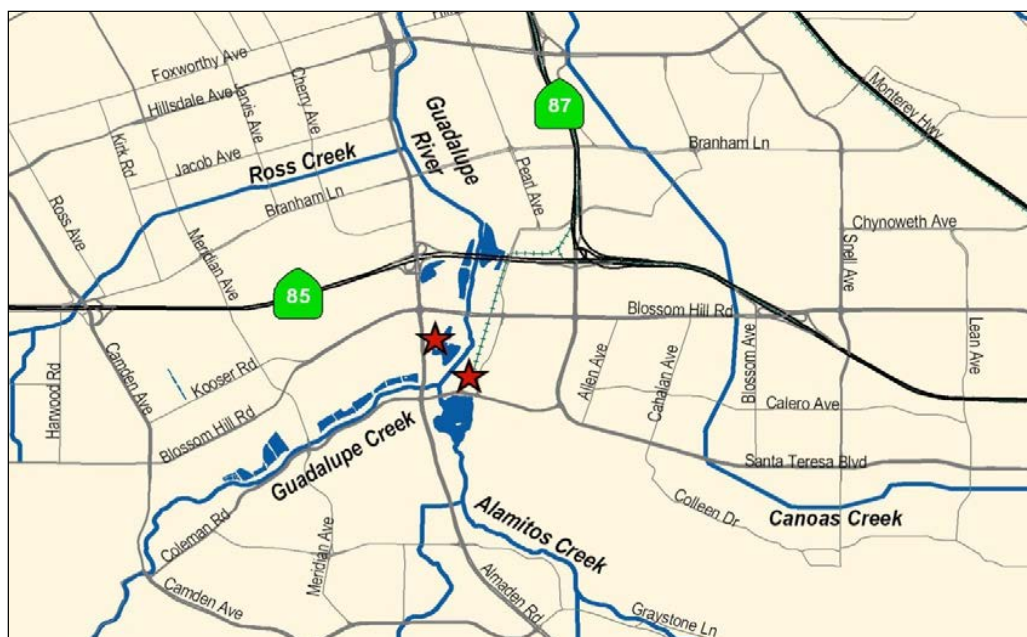 Foxworthy Ave
Hillsdale Ave
Jarvis Ave
Cherry Ave
Kirk Rd
Jacob Ave
Ross Creek
Guadalupe
River
87
Monterey Hwy
Branham Ln
Pearl Ave
Branham Ln
Ross Ave
Meridian Ave
Chynoweth Ave
Snell Ave
85
Blossom Hill Rd
Lean Ave
Camden Ave
Harwood Rd
Kooser Rd
Allen Ave
Cahalan Ave
Blossom Ave
Calero Ave
Blossom Hill Rd
Guadalupe Creek
Santa Teresa Blvd
Colleen Dr
Canoas Creek
Coleman Rd
Meridian Ave
Alamitos Creek
Camden Ave
Almaden Rd
Graystone Ln